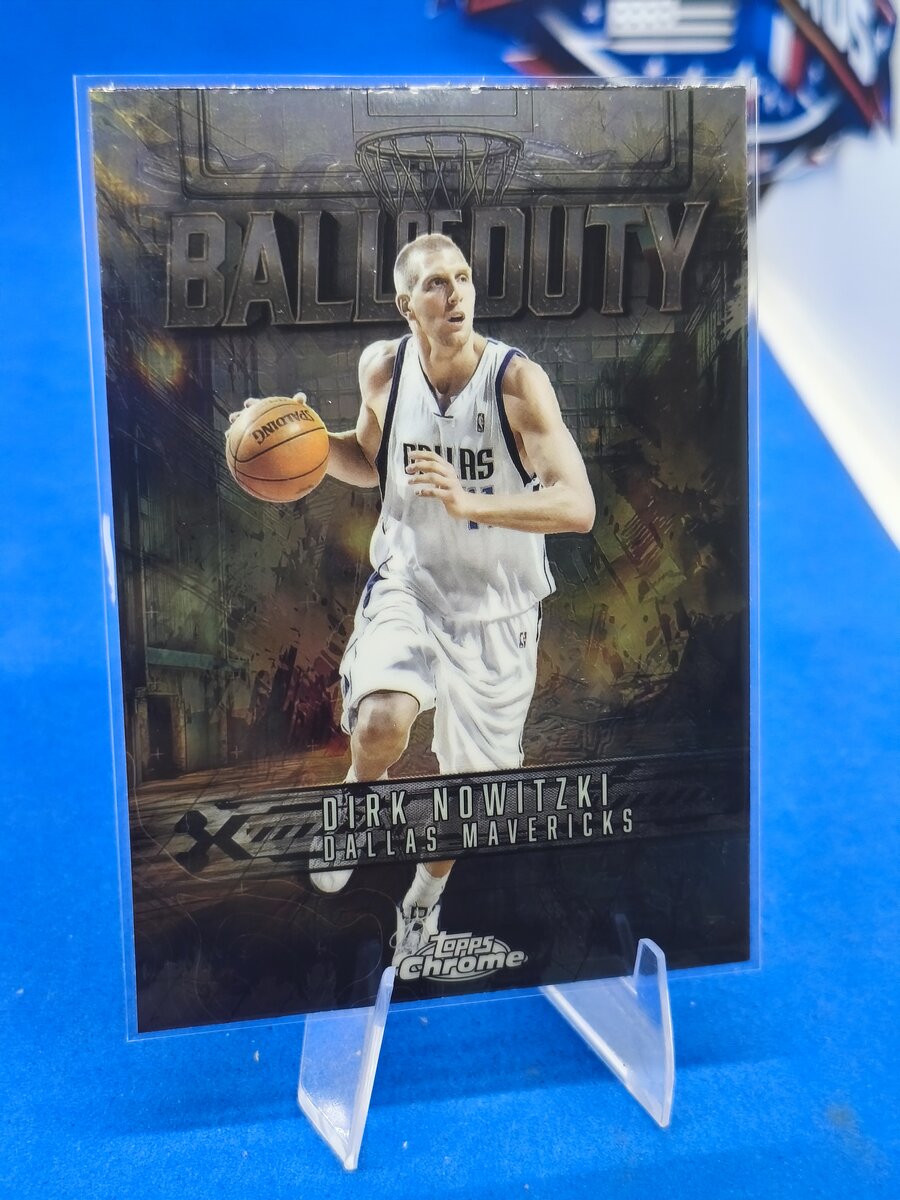 BALL OF DUTY
SPALDING
DALLAS
DIRK NOWITZKI
DALLAS MAVERICKS
Topps
Chrome